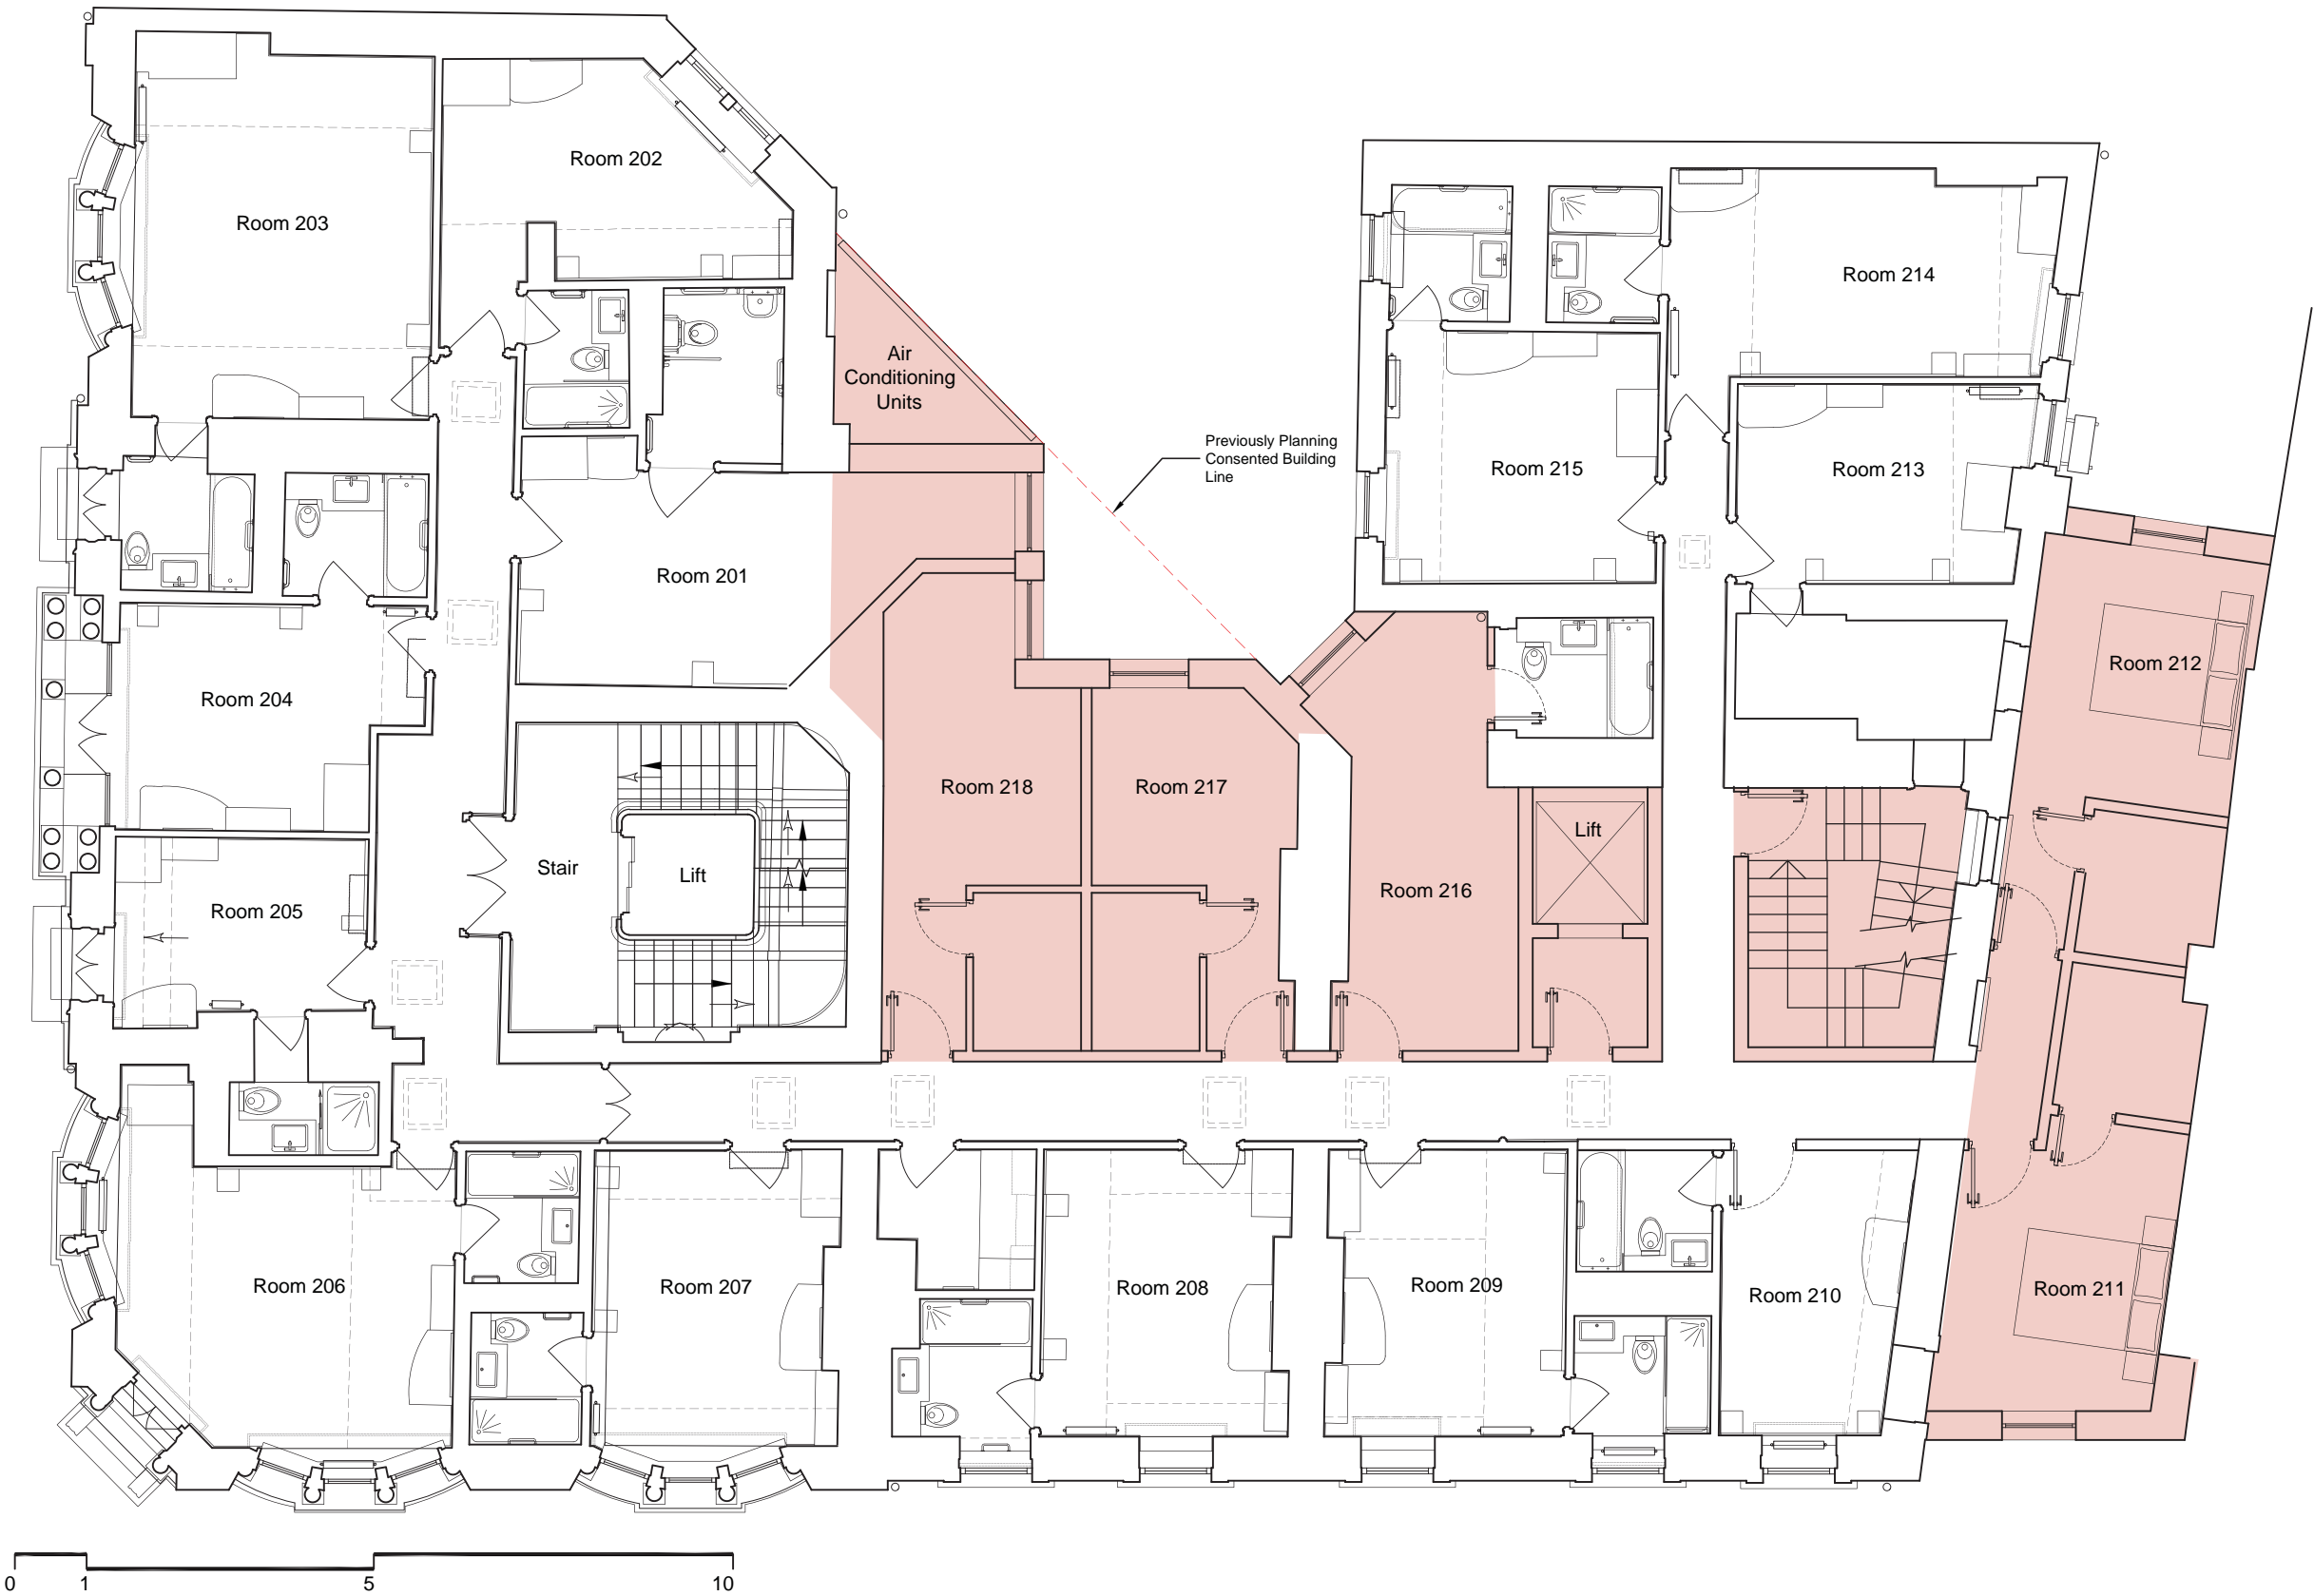 Room 203
Room 202
Air
Conditioning
Units
Previously Planning
Consented Building
Line
Room 214
Room 215
Room 213
Room 201
Room 204
Room 212
Room 218
Room 217
Room 216
Lift
Stair
Lift
Room 205
Room 206
Room 207
Room 208
Room 209
Room 210
Room 211
0 1 5 10